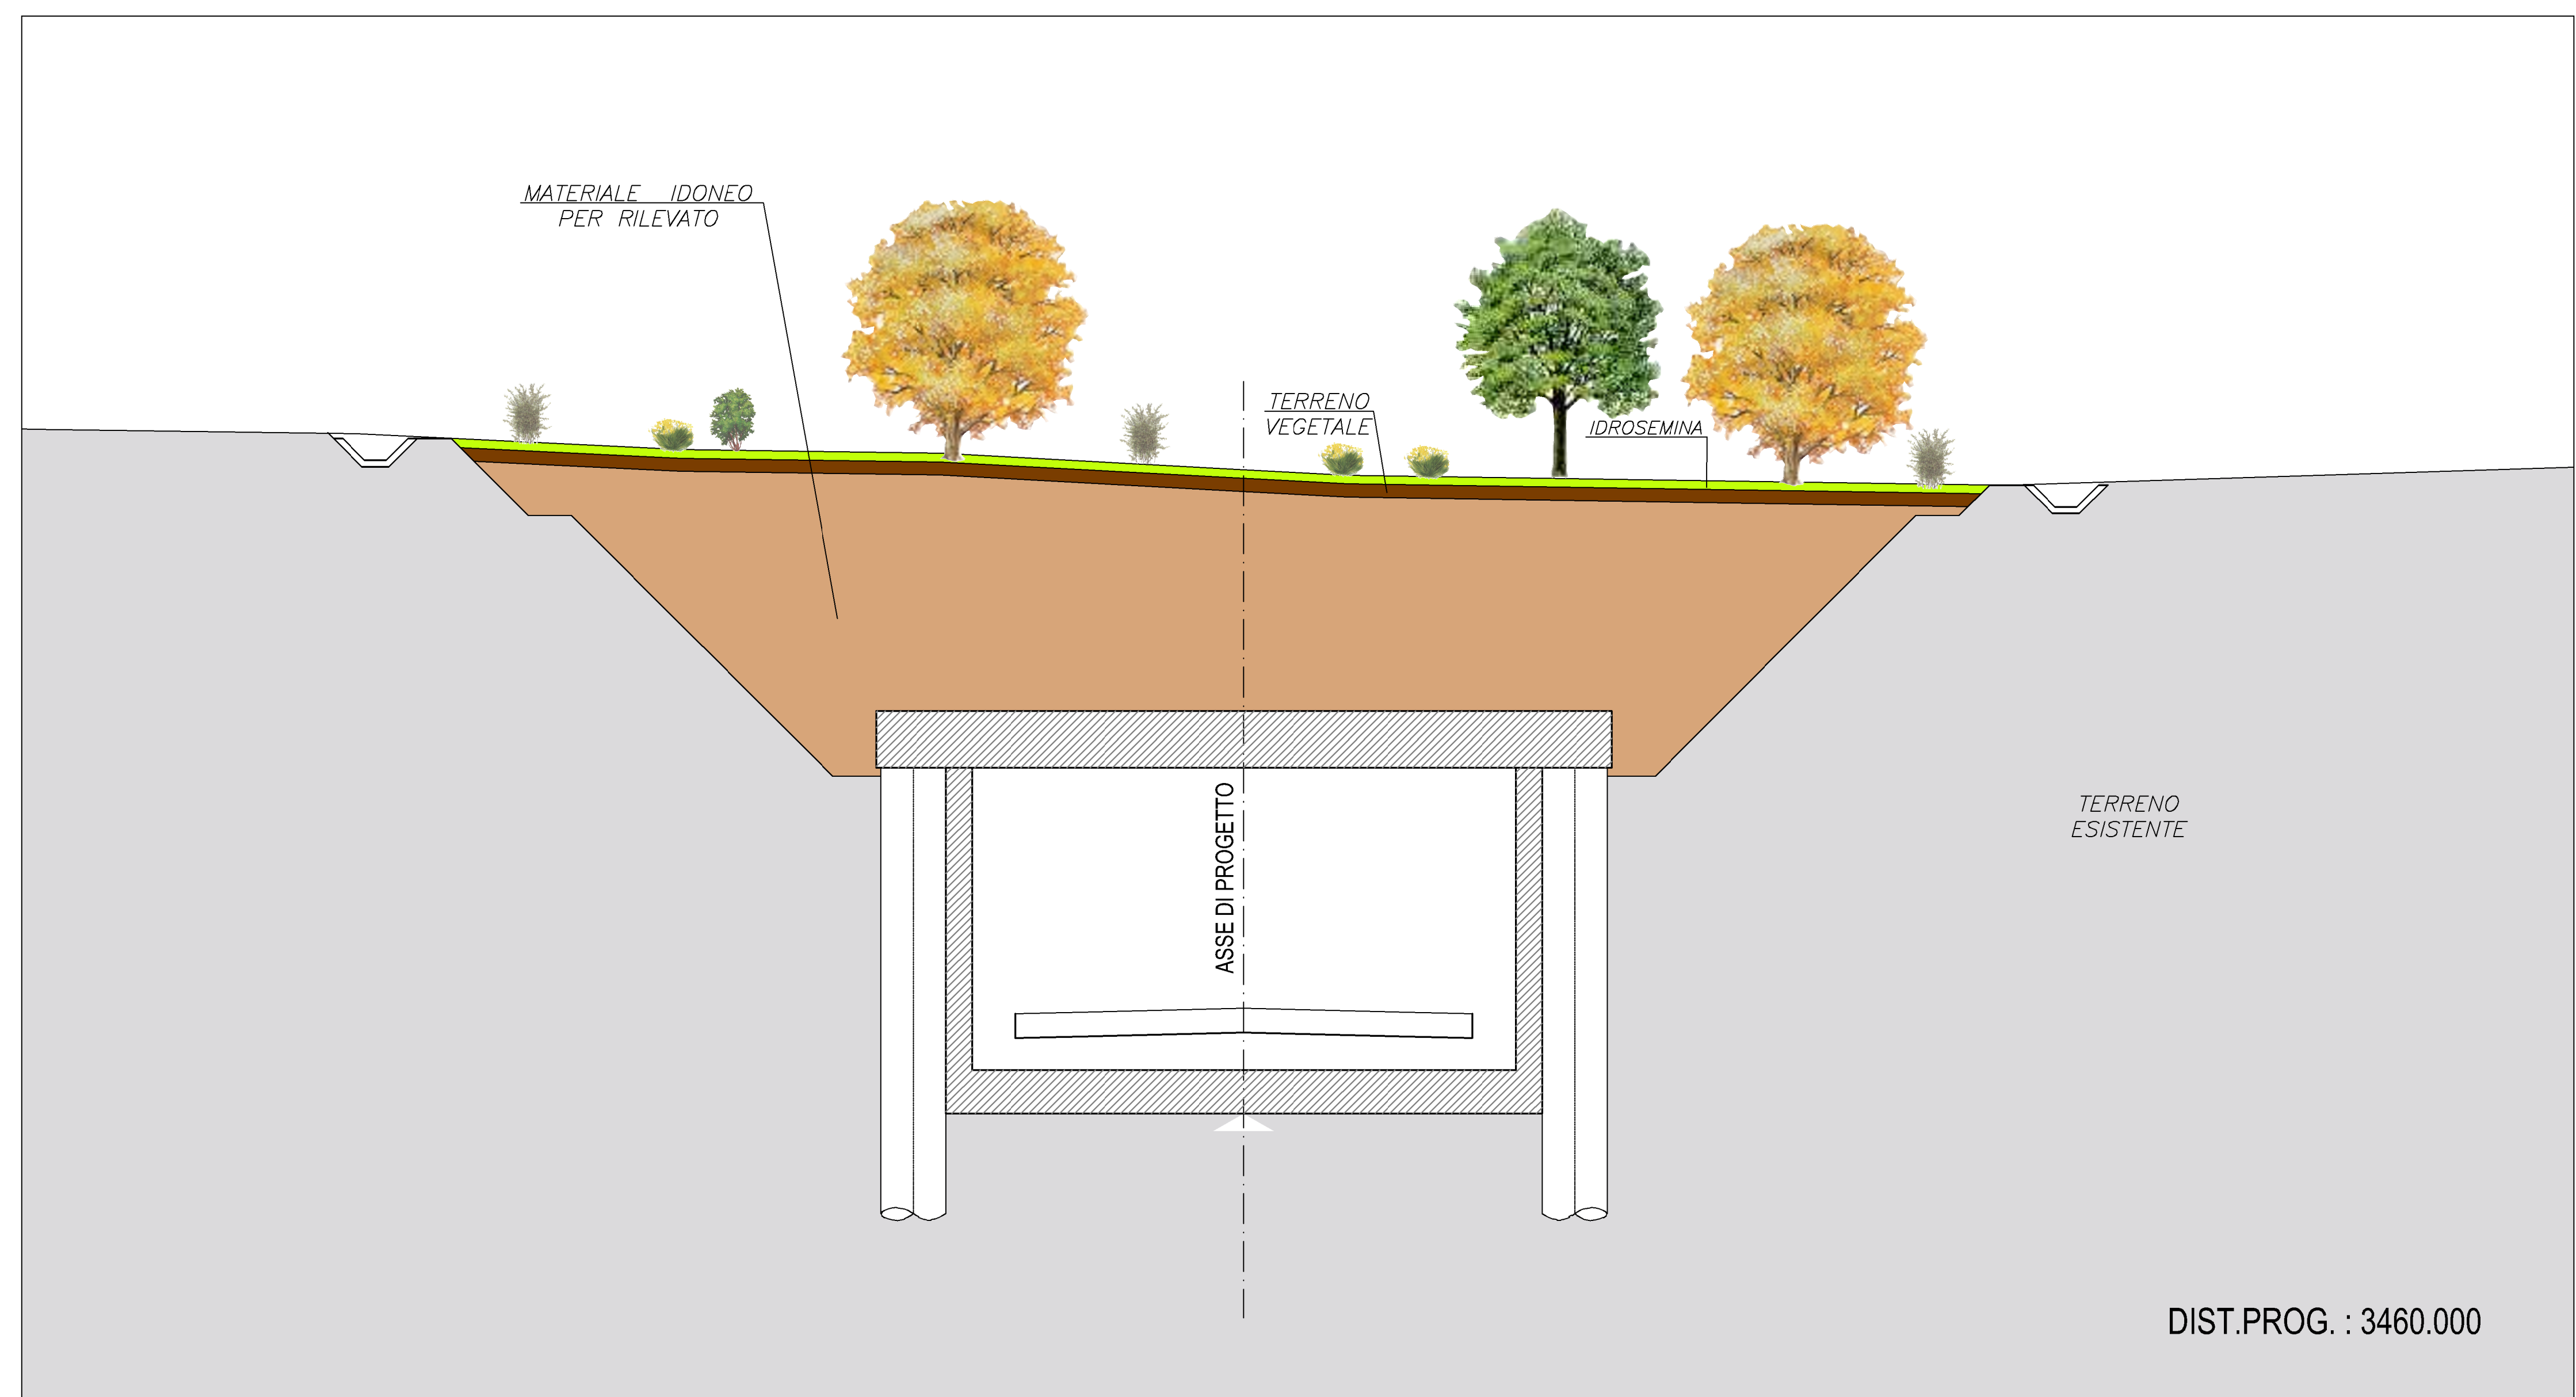 MATERIALE IDONEO
PER RILEVATO
TERRENO
VEGETALE
IDROSEMINA
ASSE DI PROGETTO
TERRENO
ESISTENTE
DIST.PROG. : 3460.000